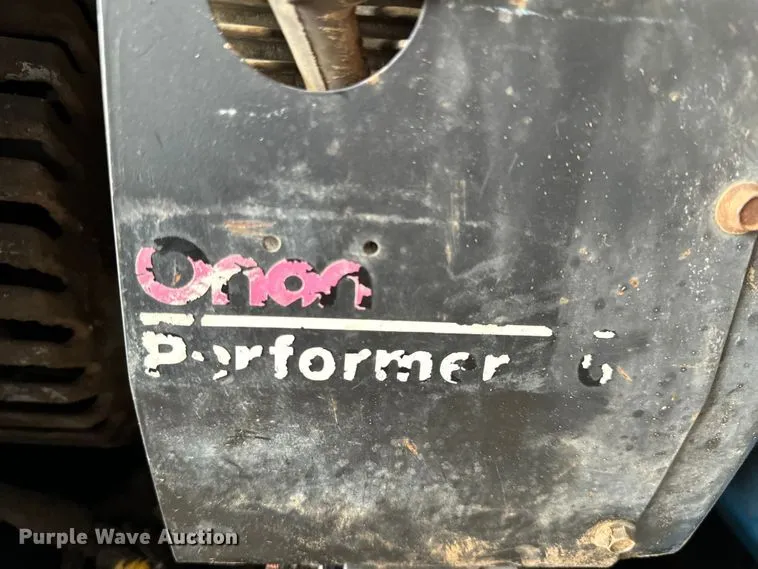 Onan
Performer
Purple Wave Auction®